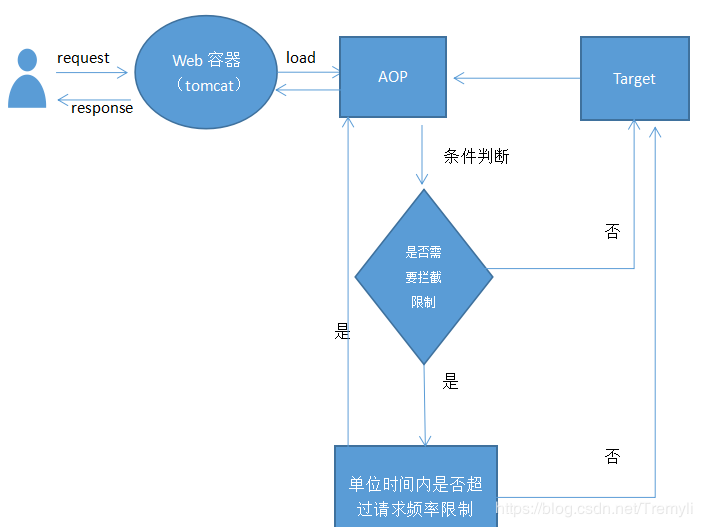 request
response
Web 容器
（tomcat）
load
AOP
Target
条件判断
是否需
要拦截
限制
否
是
是
单位时间内是否超
过请求频率限制
否
https://blog.csdn.net/Tremyli